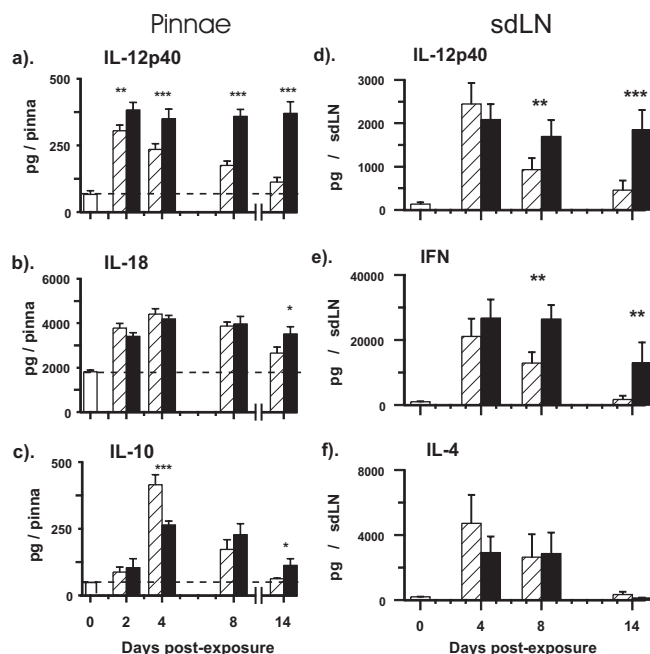 Pinnae
sdLN
a).
IL-12p40
500
250
0
pg / pinna
**
***
***
***
b).
IL-18
6000
4000
2000
0
pg / pinna
*
c).
IL-10
500
250
0
pg / pinna
***
*
0
2
4
8
14
Days post-exposure
d).
IL-12p40
3000
2000
1000
0
pg / sdLN
**
***
e).
IFN
40000
20000
0
pg / sdLN
**
**
f).
IL-4
8000
4000
0
pg / sdLN
0
4
8
14
Days post-exposure